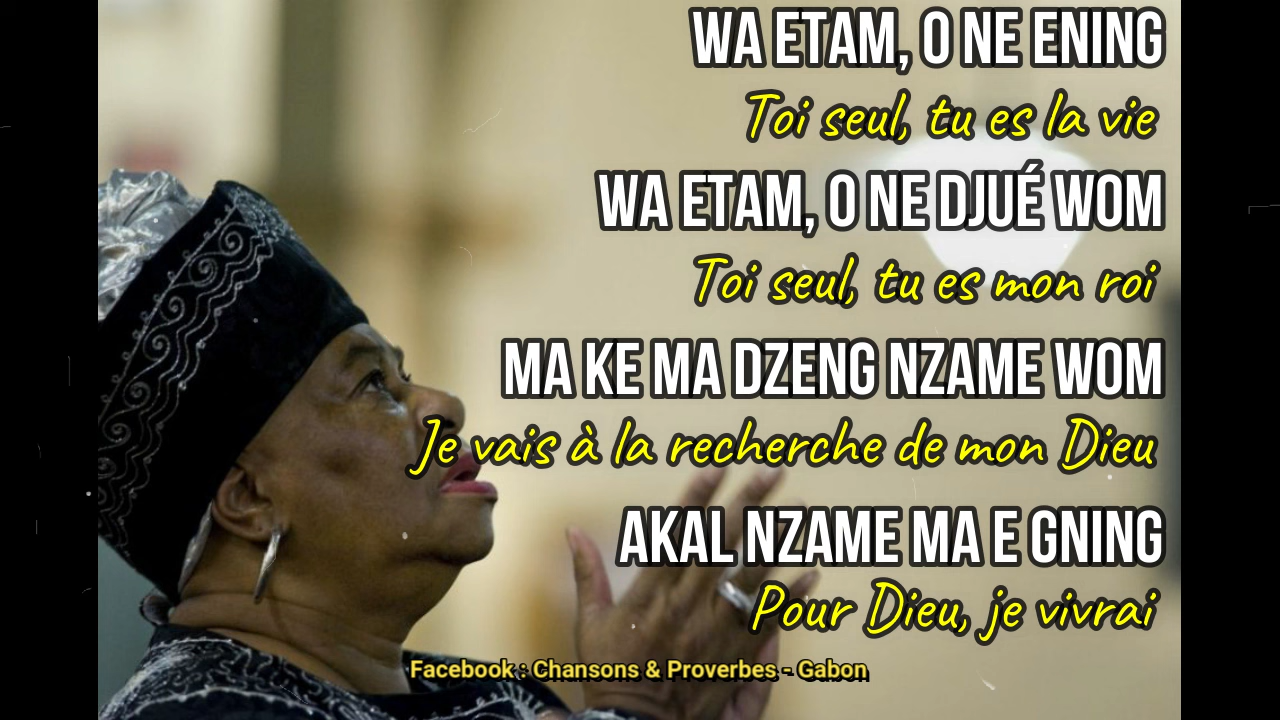 WA ETAM, O NE ENING
Toi seul, tu es la vie
WA ETAM, O NE DJUÉ WOM
Toi seul, tu es mon roi
MA KE MA DZENG NZAME WOM
Je vais à la recherche de mon Dieu
AKAL NZAME MA E GNING
Pour Dieu, je vivrai
Facebook : Chansons & Proverbes - Gabon